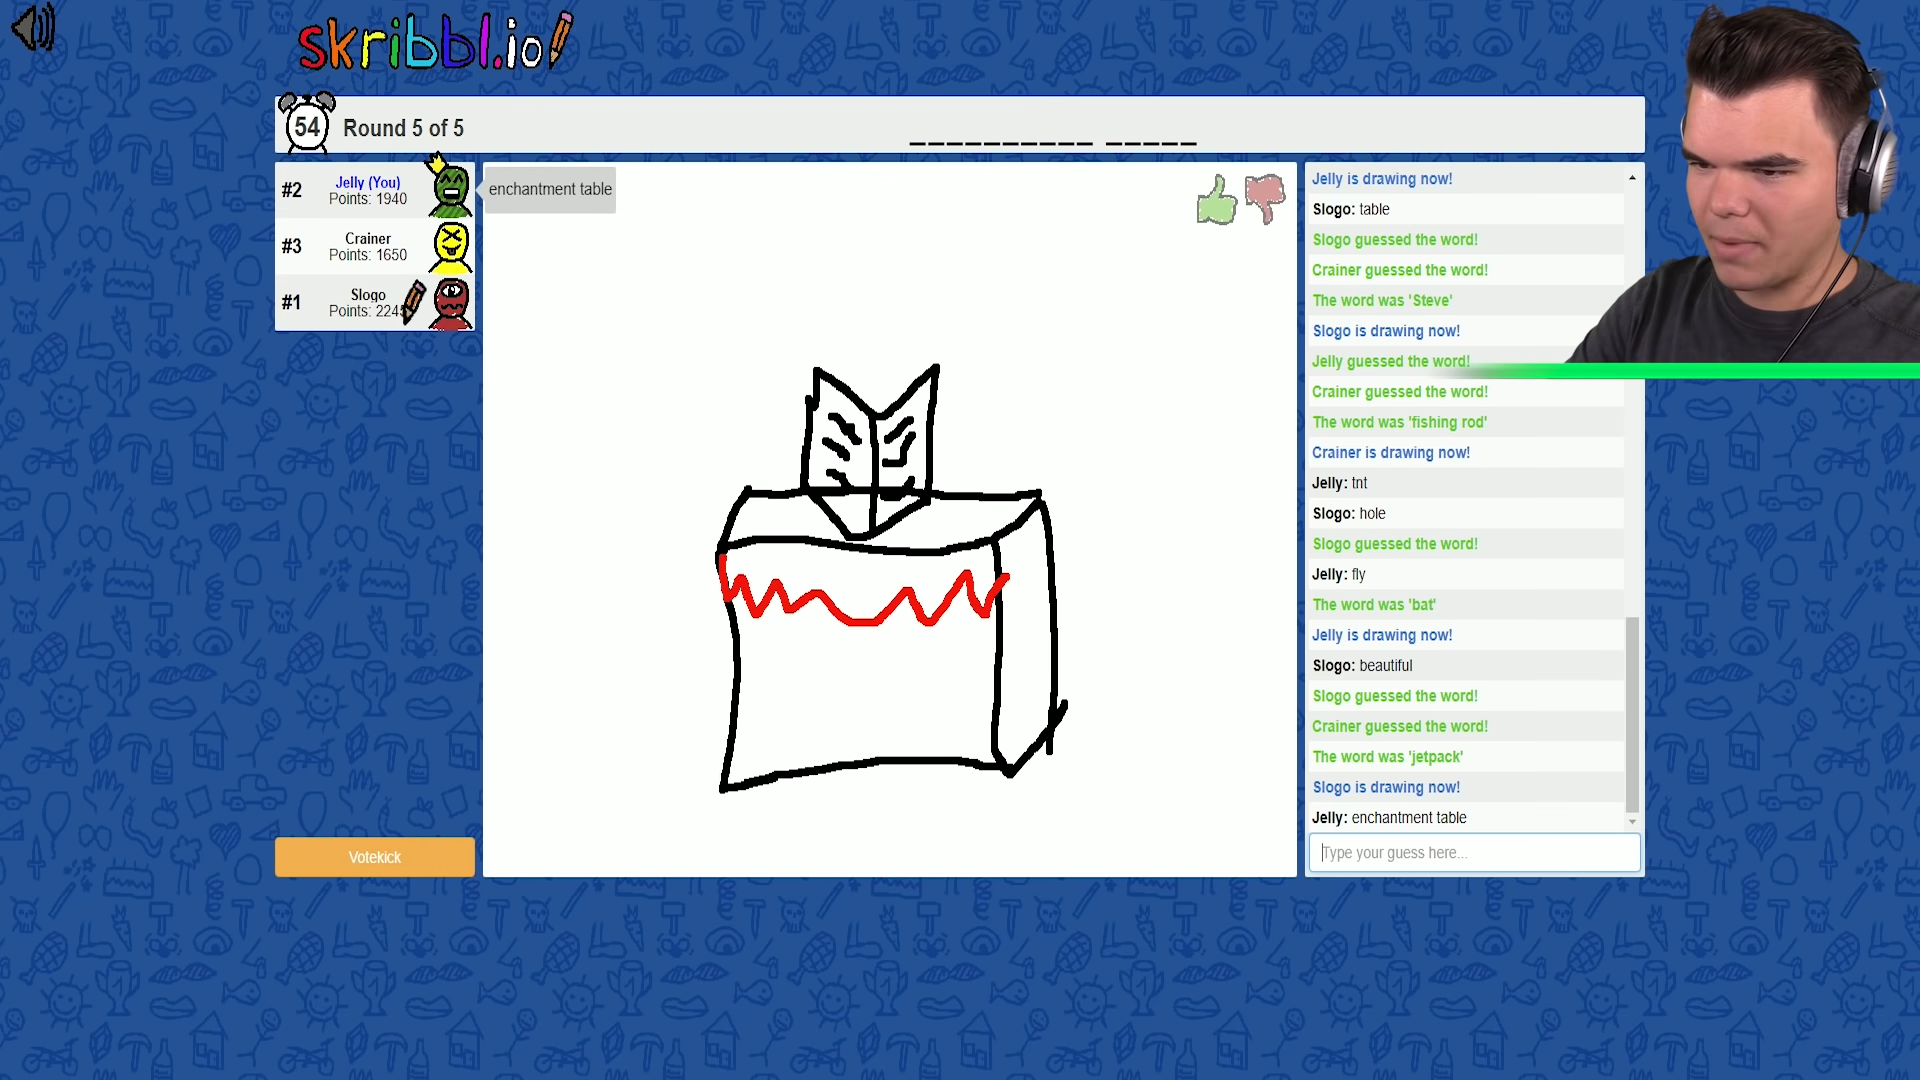 skribbl.io
54
Round 5 of 5
__________ _____
#2
Jelly (You)
Points: 1940
enchantment table
#3
Crainer
Points: 1650
#1
Slogo
Points: 2245
Votekick
Jelly is drawing now!
Slogo: table
Slogo guessed the word!
Crainer guessed the word!
The word was 'Steve'
Slogo is drawing now!
Jelly guessed the word!
Crainer guessed the word!
The word was 'fishing rod'
Crainer is drawing now!
Jelly: tnt
Slogo: hole
Slogo guessed the word!
Jelly: fly
The word was 'bat'
Jelly is drawing now!
Slogo: beautiful
Slogo guessed the word!
Crainer guessed the word!
The word was 'jetpack'
Slogo is drawing now!
Jelly: enchantment table
Type your guess here...